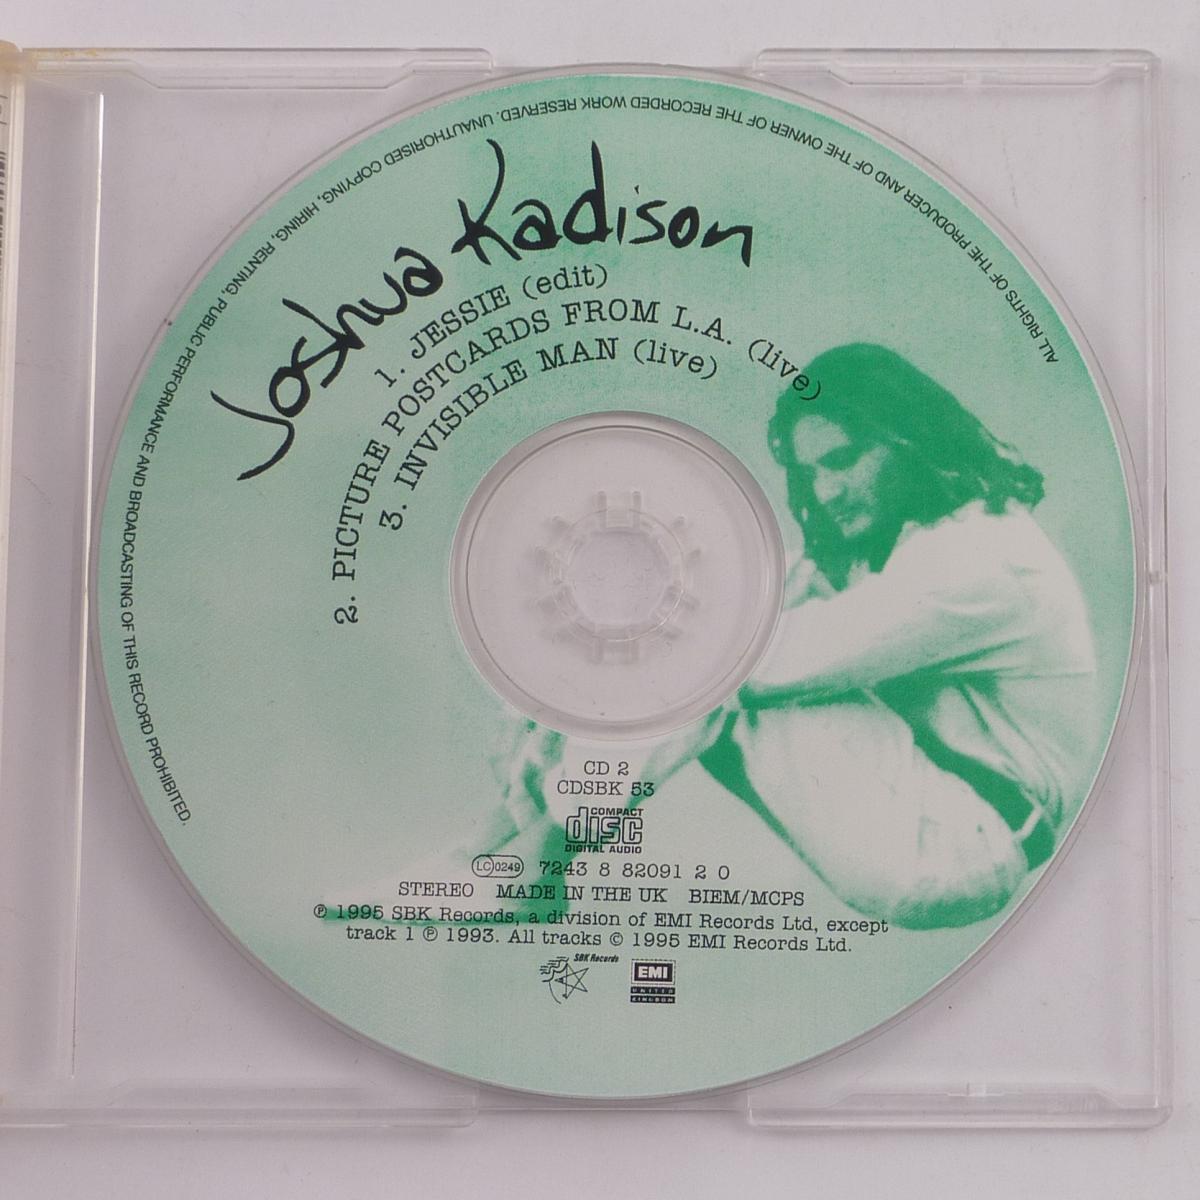 ALL RIGHTS OF THE PRODUCER AND OF THE OWNER OF THE RECORDED WORK RESERVED. UNAUTHORISED COPYING, HIRING, RENTING, PUBLIC PERFORMANCE AND BROADCASTING OF THIS RECORD PROHIBITED.
Joshua Kadison
1. JESSIE (edit)
2. PICTURE POSTCARDS FROM L.A. (live)
3. INVISIBLE MAN (live)
CD 2
CDSBK 53
COMPACT
disc
DIGITAL AUDIO
LC 0249 7243 8 82091 2 0
STEREO MADE IN THE UK BIEM/MCPS
℗ 1995 SBK Records, a division of EMI Records Ltd, except
track 1 ℗ 1993. All tracks © 1995 EMI Records Ltd.
SBK Records
EMI
UNITED
KINGDOM